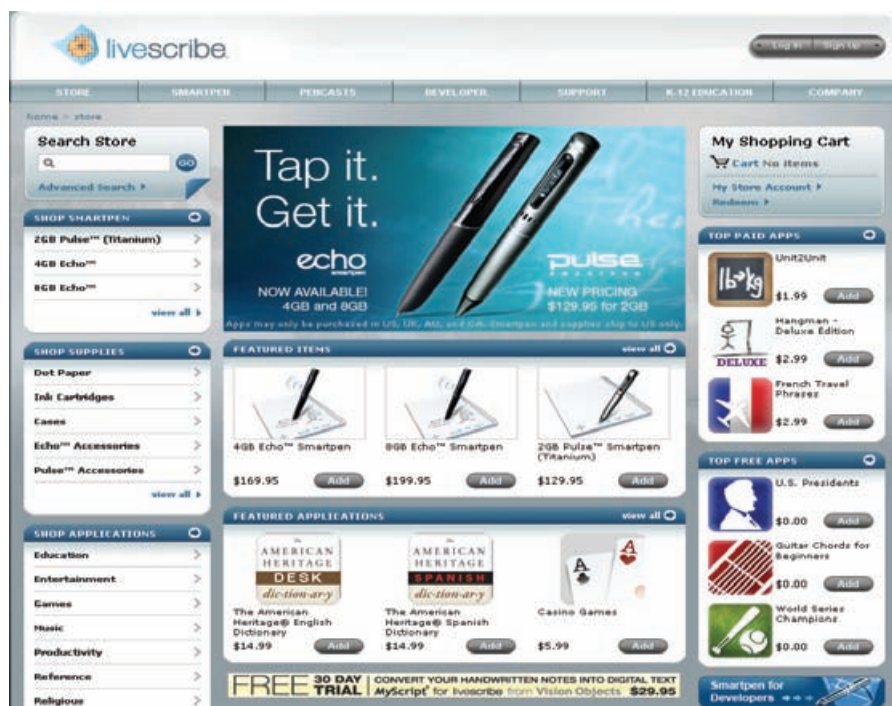 livescribe
Log In Sign Up
STORE SMARTPEN PENCASTS DEVELOPER SUPPORT K-12 EDUCATION COMPANY
home > store
Search Store
GO
Advanced Search
SHOP SMARTPEN
2GB Pulse™ (Titanium)
4GB Echo™
8GB Echo™
view all
SHOP SUPPLIES
Dot Paper
Ink Cartridges
Cases
Echo™ Accessories
Pulse™ Accessories
view all
SHOP APPLICATIONS
Education
Entertainment
Games
Music
Productivity
Reference
Religious
Tap it.
Get it.
echo
smartpen
NOW AVAILABLE!
4GB and 8GB
pulse
smartpen
NEW PRICING
$129.95 for 2GB
Apps may only be purchased in US, UK, AU, and CA. Smartpen and supplies ship to US only.
FEATURED ITEMS view all
4GB Echo™ Smartpen
$169.95 Add
8GB Echo™ Smartpen
$199.95 Add
2GB Pulse™ Smartpen
(Titanium)
$129.95 Add
FEATURED APPLICATIONS view all
The
AMERICAN
HERITAGE
DESK
dic·tion·ar·y
The American
Heritage® English
Dictionary
$14.99 Add
The
AMERICAN
HERITAGE
SPANISH
dic·tion·ar·y
The American
Heritage® Spanish
Dictionary
$14.99 Add
A
A
Casino Games
$5.99 Add
FREE 30 DAY TRIAL
CONVERT YOUR HANDWRITTEN NOTES INTO DIGITAL TEXT
MyScript® for livescribe from Vision Objects $29.95
My Shopping Cart
Cart No items
My Store Account
Redeem
TOP PAID APPS
lb→kg
Unit2Unit
$1.99 Add
DELUXE
Hangman -
Deluxe Edition
$2.99 Add
French Travel
Phrases
$2.99 Add
TOP FREE APPS
U.S. Presidents
$0.00 Add
Guitar Chords for
Beginners
$0.00 Add
World Series
Champions
$0.00 Add
Smartpen for
Developers